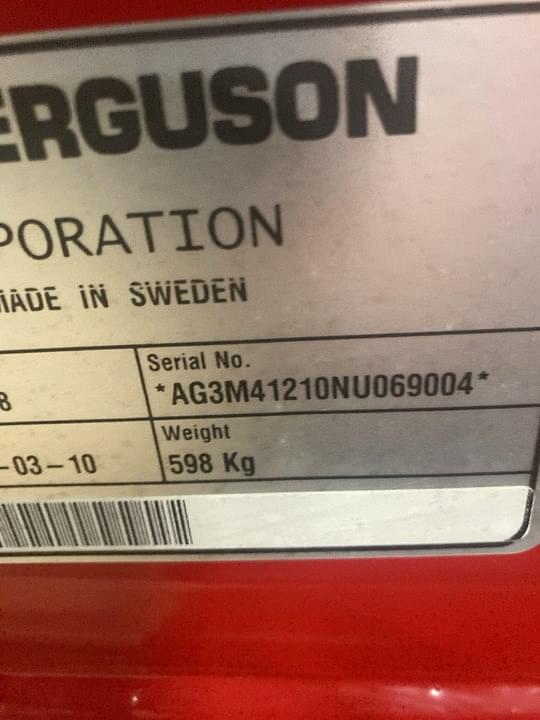 ERGUSON
PORATION
MADE IN SWEDEN
Serial No.
8
*AG3M41210NU069004*
Weight
-03-10
598 Kg